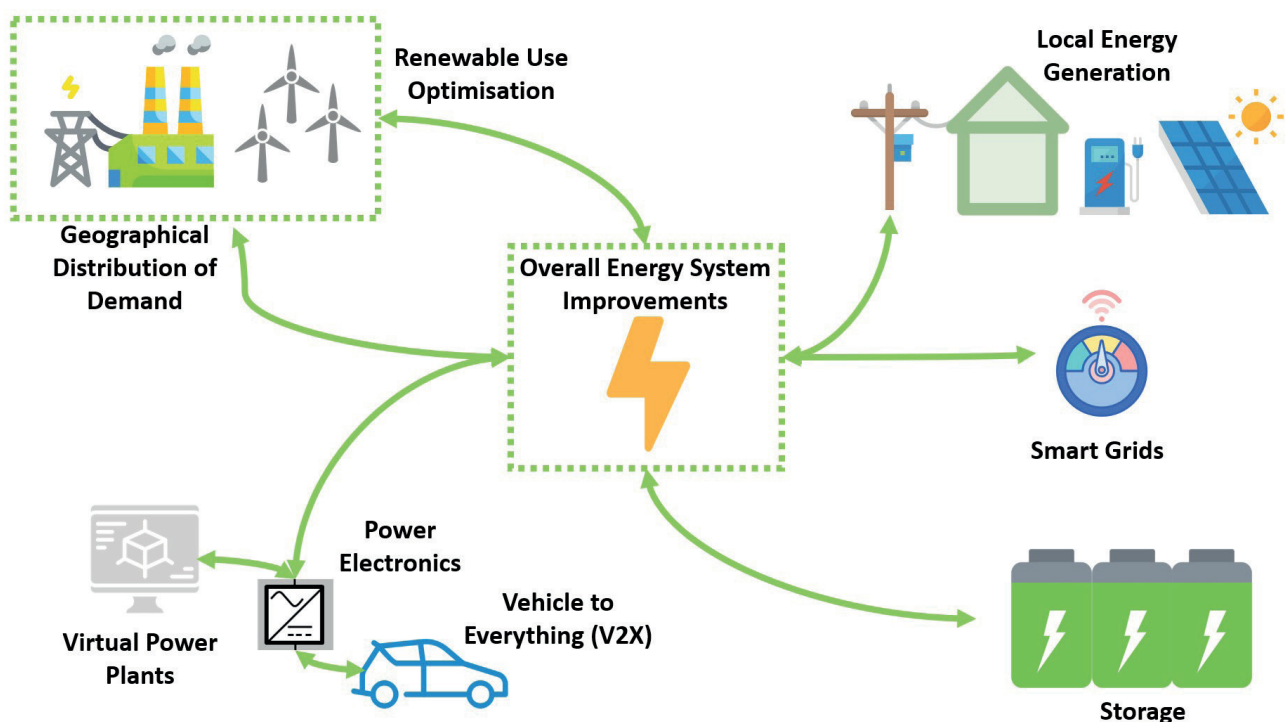 Renewable Use
Optimisation
Local Energy
Generation
Geographical
Distribution of
Demand
Overall Energy System
Improvements
Smart Grids
Power
Electronics
Vehicle to
Everything (V2X)
Virtual Power
Plants
Storage